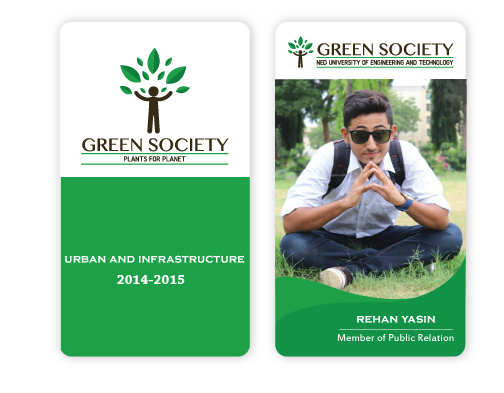 GREEN SOCIETY
PLANTS FOR PLANET
URBAN AND INFRASTRUCTURE
2014-2015
GREEN SOCIETY
NED UNIVERSITY OF ENGINEERING AND TECHNOLOGY
REHAN YASIN
Member of Public Relation